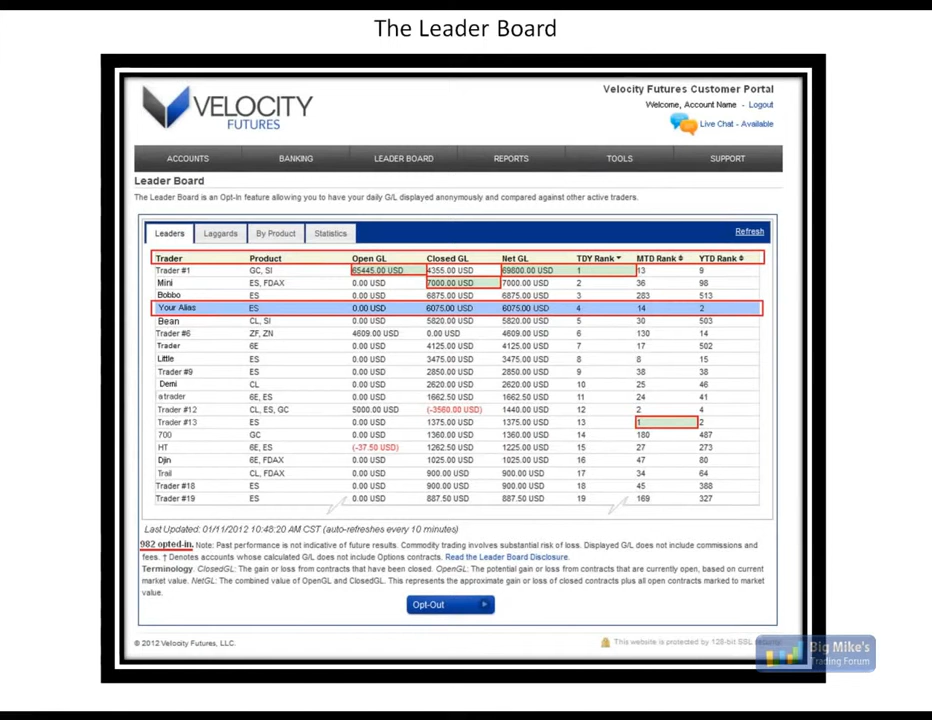 The Leader Board
VELOCITY
FUTURES
Velocity Futures Customer Portal
Welcome, Account Name - Logout
Live Chat - Available
ACCOUNTS BANKING LEADER BOARD REPORTS TOOLS SUPPORT
Leader Board
The Leader Board is an Opt-In feature allowing you to have your daily G/L displayed anonymously and compared against other active traders.
Leaders Laggards By Product Statistics Refresh
Trader Product Open GL Closed GL Net GL TDY Rank MTD Rank YTD Rank
Trader #1 GC, SI 65445.00 USD 4355.00 USD 69800.00 USD 1 13 9
Mini ES, FDAX 0.00 USD 7000.00 USD 7000.00 USD 2 36 98
Bobbo ES 0.00 USD 6875.00 USD 6875.00 USD 3 283 513
Your Alias ES 0.00 USD 6075.00 USD 6075.00 USD 4 14 2
Bean CL, SI 0.00 USD 5820.00 USD 5820.00 USD 5 30 503
Trader #6 ZF, ZN 4609.00 USD 0.00 USD 4609.00 USD 6 130 14
Trader 6E 0.00 USD 4125.00 USD 4125.00 USD 7 17 502
Little ES 0.00 USD 3475.00 USD 3475.00 USD 8 8 15
Trader #9 ES 0.00 USD 2850.00 USD 2850.00 USD 9 38 38
Demi CL 0.00 USD 2620.00 USD 2620.00 USD 10 25 46
atrader 6E, ES 0.00 USD 1662.50 USD 1662.50 USD 11 24 41
Trader #12 CL, ES, GC 5000.00 USD (-3560.00 USD) 1440.00 USD 12 2 4
Trader #13 ES 0.00 USD 1375.00 USD 1375.00 USD 13 1 2
700 GC 0.00 USD 1360.00 USD 1360.00 USD 14 180 487
HT 6E, ES (-37.50 USD) 1262.50 USD 1225.00 USD 15 27 273
Djin 6E, FDAX 0.00 USD 1025.00 USD 1025.00 USD 16 47 80
Trail CL, FDAX 0.00 USD 900.00 USD 900.00 USD 17 34 64
Trader #18 ES 0.00 USD 900.00 USD 900.00 USD 18 45 388
Trader #19 ES 0.00 USD 887.50 USD 887.50 USD 19 169 327
Last Updated: 01/11/2012 10:48:20 AM CST (auto-refreshes every 10 minutes)
982 opted-in. Note: Past performance is not indicative of future results. Commodity trading involves substantial risk of loss. Displayed G/L does not include commissions and
fees. † Denotes accounts whose calculated G/L does not include Options contracts. Read the Leader Board Disclosure.
Terminology. ClosedGL: The gain or loss from contracts that have been closed. OpenGL: The potential gain or loss from contracts that are currently open, based on current
market value. NetGL: The combined value of OpenGL and ClosedGL. This represents the approximate gain or loss of closed contracts plus all open contracts marked to market
value.
Opt-Out
© 2012 Velocity Futures, LLC.
This website is protected by 128-bit SSL
Big Mike's
Trading Forum